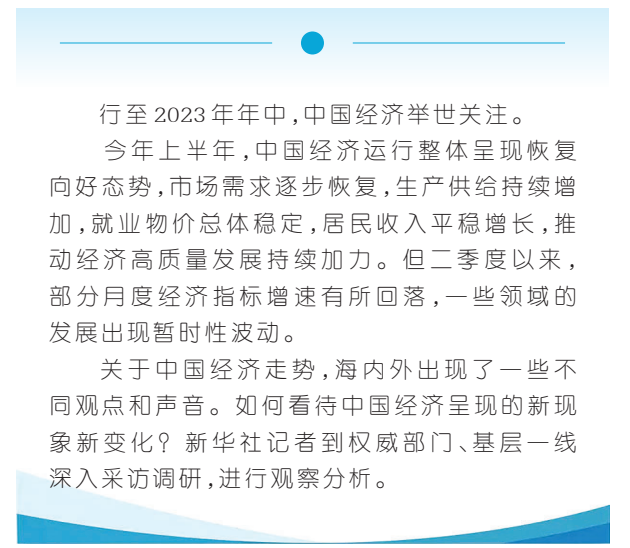 行至2023年年中,中国经济举世关注。
今年上半年,中国经济运行整体呈现恢复
向好态势,市场需求逐步恢复,生产供给持续增
加,就业物价总体稳定,居民收入平稳增长,推
动经济高质量发展持续加力。但二季度以来,
部分月度经济指标增速有所回落,一些领域的
发展出现暂时性波动。
关于中国经济走势,海内外出现了一些不
同观点和声音。如何看待中国经济呈现的新现
象新变化?新华社记者到权威部门、基层一线
深入采访调研,进行观察分析。